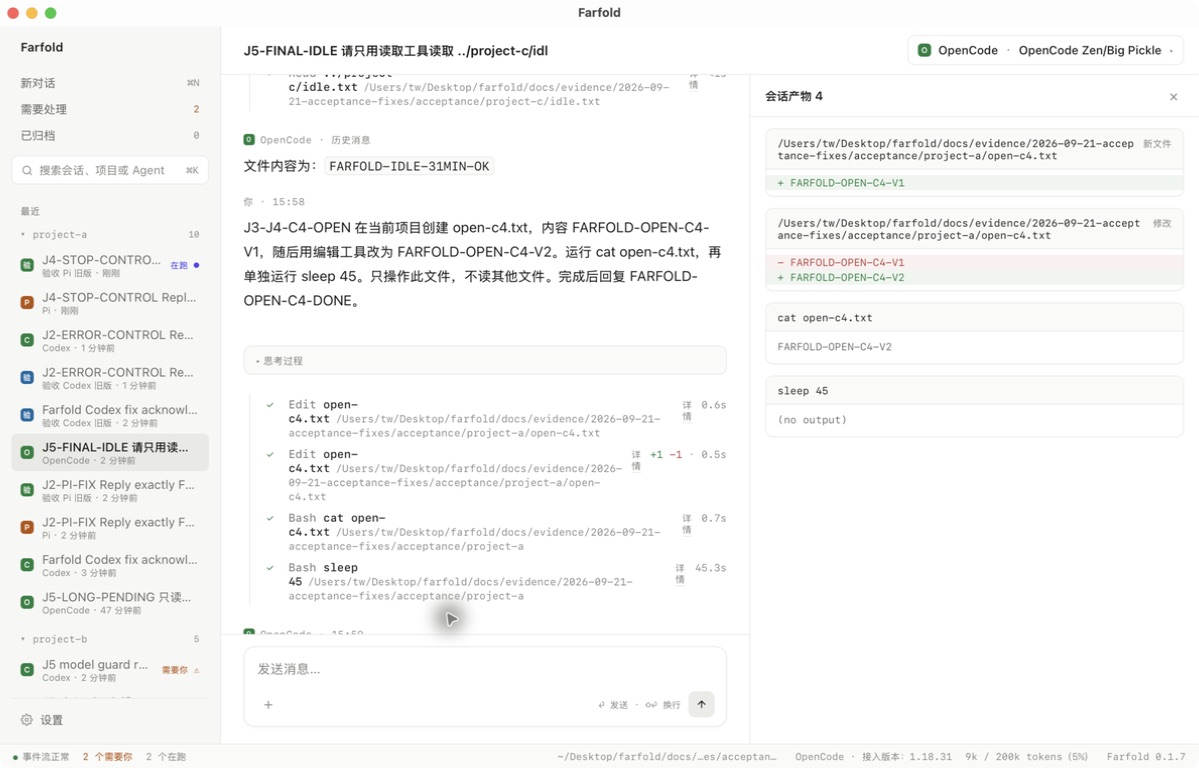 Farfold
Farfold
新对话 ⌘N
需要处理 2
已归档 0
搜索会话、项目或 Agent ⌘K
最近
project-a 10
验 J4-STOP-CONTRO... 在跑
验收 Pi 旧版 · 刚刚
P J4-STOP-CONTROL Repl...
Pi · 刚刚
C J2-ERROR-CONTROL Re...
Codex · 1 分钟前
验 J2-ERROR-CONTROL Re...
验收 Codex 旧版 · 1 分钟前
验 Farfold Codex fix acknowl...
验收 Codex 旧版 · 2 分钟前
O J5-FINAL-IDLE 请只用读...
OpenCode · 2 分钟前
验 J2-PI-FIX Reply exactly F...
验收 Pi 旧版 · 2 分钟前
P J2-PI-FIX Reply exactly F...
Pi · 2 分钟前
C Farfold Codex fix acknowl...
Codex · 3 分钟前
O J5-LONG-PENDING 只读...
OpenCode · 47 分钟前
project-b 5
C J5 model guard r... 需要你 ⚠
Codex · 2 分钟前
设置
J5-FINAL-IDLE 请只用读取工具读取 ../project-c/idl
O OpenCode · OpenCode Zen/Big Pickle
c/idle.txt /Users/tw/Desktop/farfold/docs/evidence/2026-09-
21-acceptance-fixes/acceptance/project-c/idle.txt
情
O OpenCode · 历史消息
文件内容为： FARFOLD-IDLE-31MIN-OK
你 · 15:58
J3-J4-C4-OPEN 在当前项目创建 open-c4.txt，内容 FARFOLD-OPEN-C4-
V1，随后用编辑工具改为 FARFOLD-OPEN-C4-V2。运行 cat open-c4.txt，再
单独运行 sleep 45。只操作此文件，不读其他文件。完成后回复 FARFOLD-
OPEN-C4-DONE。
思考过程
✓ Edit open-
c4.txt /Users/tw/Desktop/farfold/docs/evidence/2026-09-21-
acceptance-fixes/acceptance/project-a/open-c4.txt
详情 0.6s
✓ Edit open-
c4.txt /Users/tw/Desktop/farfold/docs/evidence/2026-
09-21-acceptance-fixes/acceptance/project-a/open-
c4.txt
详情 +1 −1 · 0.5s
✓ Bash cat open-
c4.txt /Users/tw/Desktop/farfold/docs/evidence/2026-09-21-
acceptance-fixes/acceptance/project-a
详情 0.7s
✓ Bash sleep
45 /Users/tw/Desktop/farfold/docs/evidence/2026-09-21-
acceptance-fixes/acceptance/project-a
详情 45.3s
发送消息...
+ ↵ 发送 · 换行
会话产物 4 ×
/Users/tw/Desktop/farfold/docs/evidence/2026-09-21-accep 新文件
tance-fixes/acceptance/project-a/open-c4.txt
+ FARFOLD-OPEN-C4-V1
/Users/tw/Desktop/farfold/docs/evidence/2026-09-21-accept 修改
ance-fixes/acceptance/project-a/open-c4.txt
− FARFOLD-OPEN-C4-V1
+ FARFOLD-OPEN-C4-V2
cat open-c4.txt
FARFOLD-OPEN-C4-V2
sleep 45
(no output)
事件流正常 2 个需要你 2 个在跑
~/Desktop/farfold/docs/…es/acceptan… OpenCode · 接入版本：1.18.31 9k / 200k tokens (5%) Farfold 0.1.7